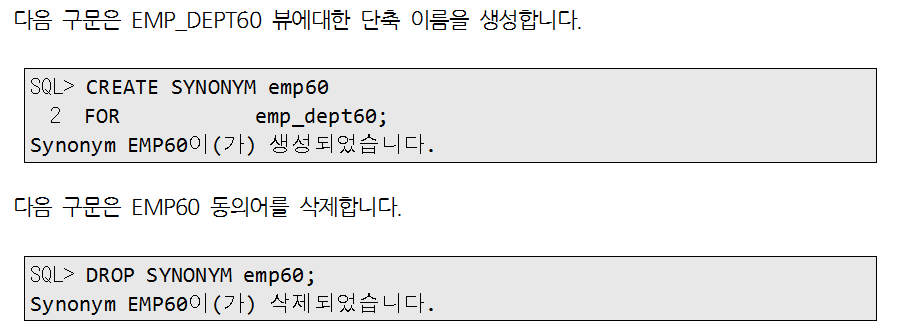 다음 구문은 EMP_DEPT60 뷰에대한 단축 이름을 생성합니다.
SQL> CREATE SYNONYM emp60
2 FOR emp_dept60;
Synonym EMP60이(가) 생성되었습니다.
다음 구문은 EMP60 동의어를 삭제합니다.
SQL> DROP SYNONYM emp60;
Synonym EMP60이(가) 삭제되었습니다.